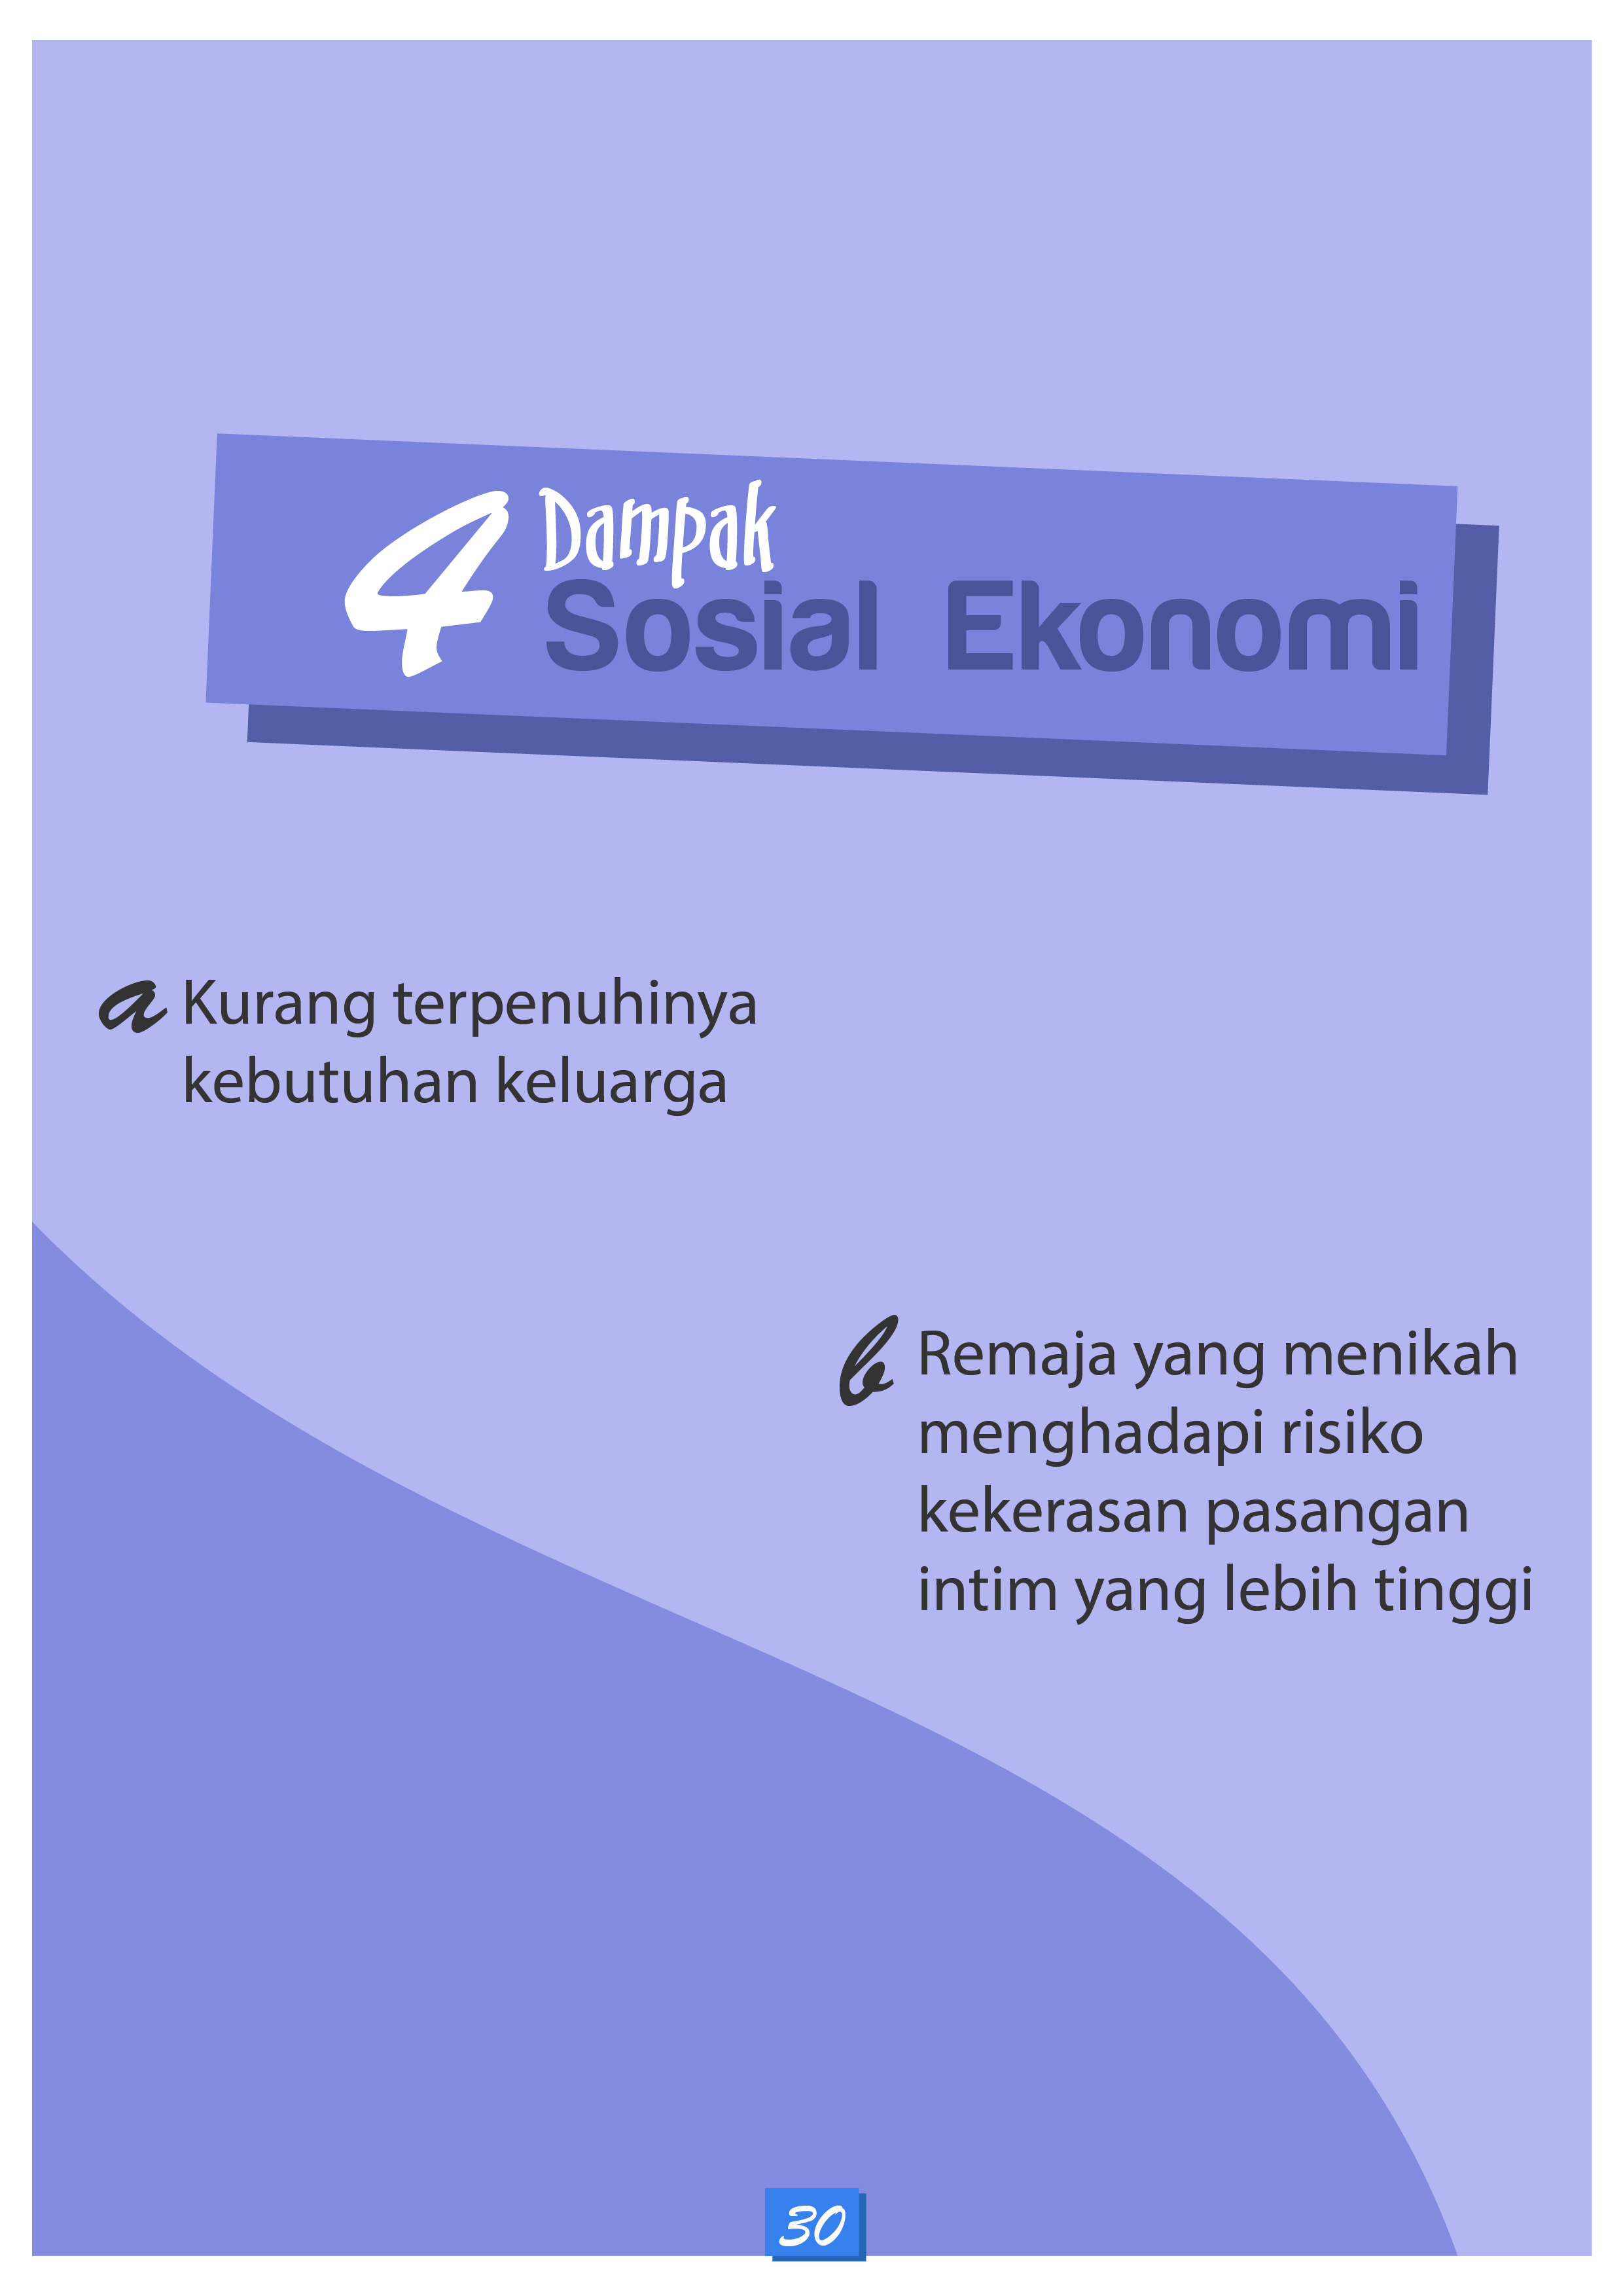 4 Dampak
Sosial Ekonomi
a Kurang terpenuhinya
kebutuhan keluarga
b Remaja yang menikah
menghadapi risiko
kekerasan pasangan
intim yang lebih tinggi
30